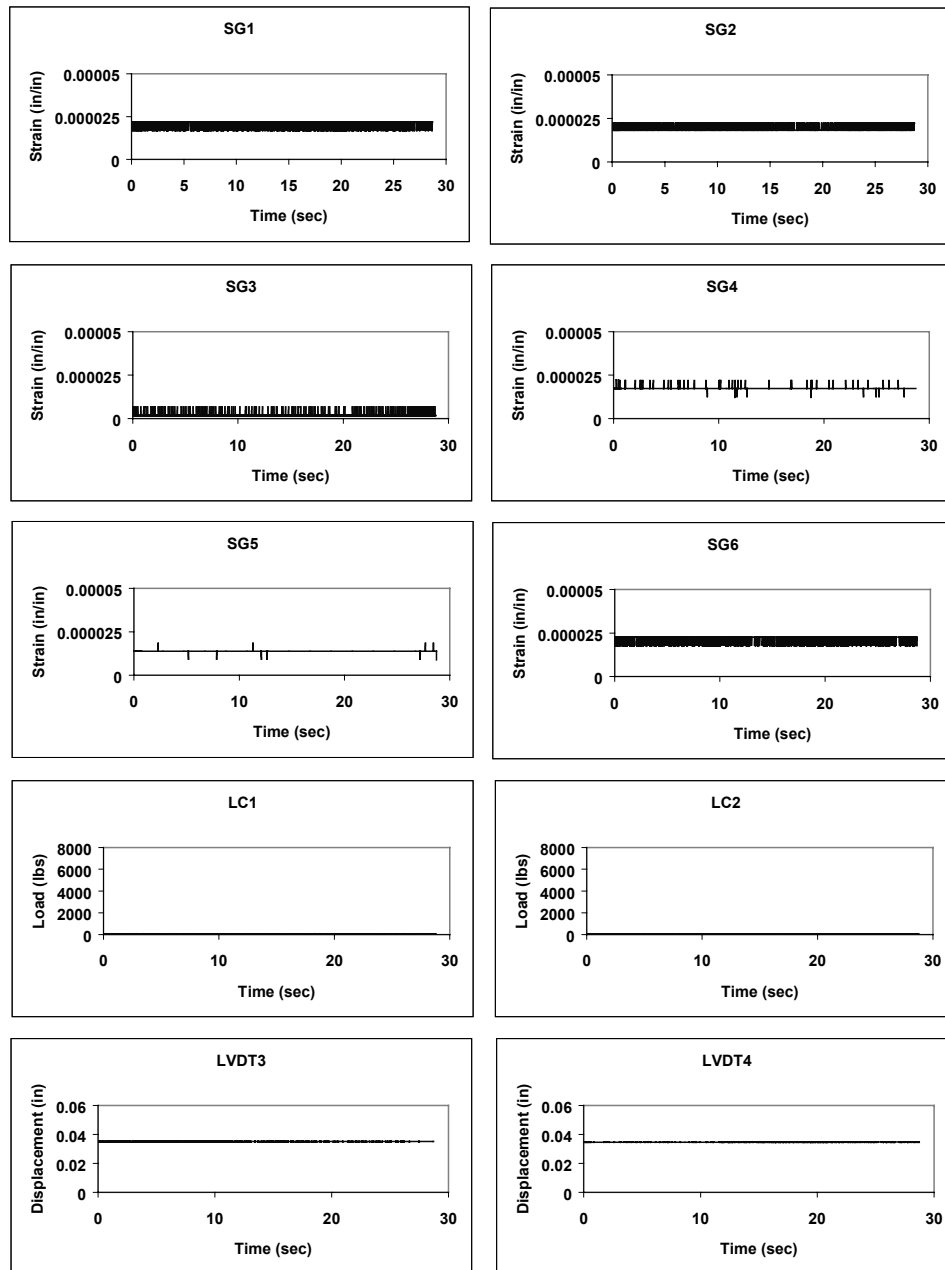 SG1
Strain (in/in)
0.00005
0.000025
0
0 5 10 15 20 25 30
Time (sec)
SG2
Strain (in/in)
0.00005
0.000025
0
0 5 10 15 20 25 30
Time (sec)
SG3
Strain (in/in)
0.00005
0.000025
0
0 10 20 30
Time (sec)
SG4
Strain (in/in)
0.00005
0.000025
0
0 10 20 30
Time (sec)
SG5
Strain (in/in)
0.00005
0.000025
0
0 10 20 30
Time (sec)
SG6
Strain (in/in)
0.00005
0.000025
0
0 5 10 15 20 25 30
Time (sec)
LC1
Load (lbs)
8000
6000
4000
2000
0
0 10 20 30
Time (sec)
LC2
Load (lbs)
8000
6000
4000
2000
0
0 10 20 30
Time (sec)
LVDT3
Displacement (in)
0.06
0.04
0.02
0
0 10 20 30
Time (sec)
LVDT4
Displacement (in)
0.06
0.04
0.02
0
0 10 20 30
Time (sec)